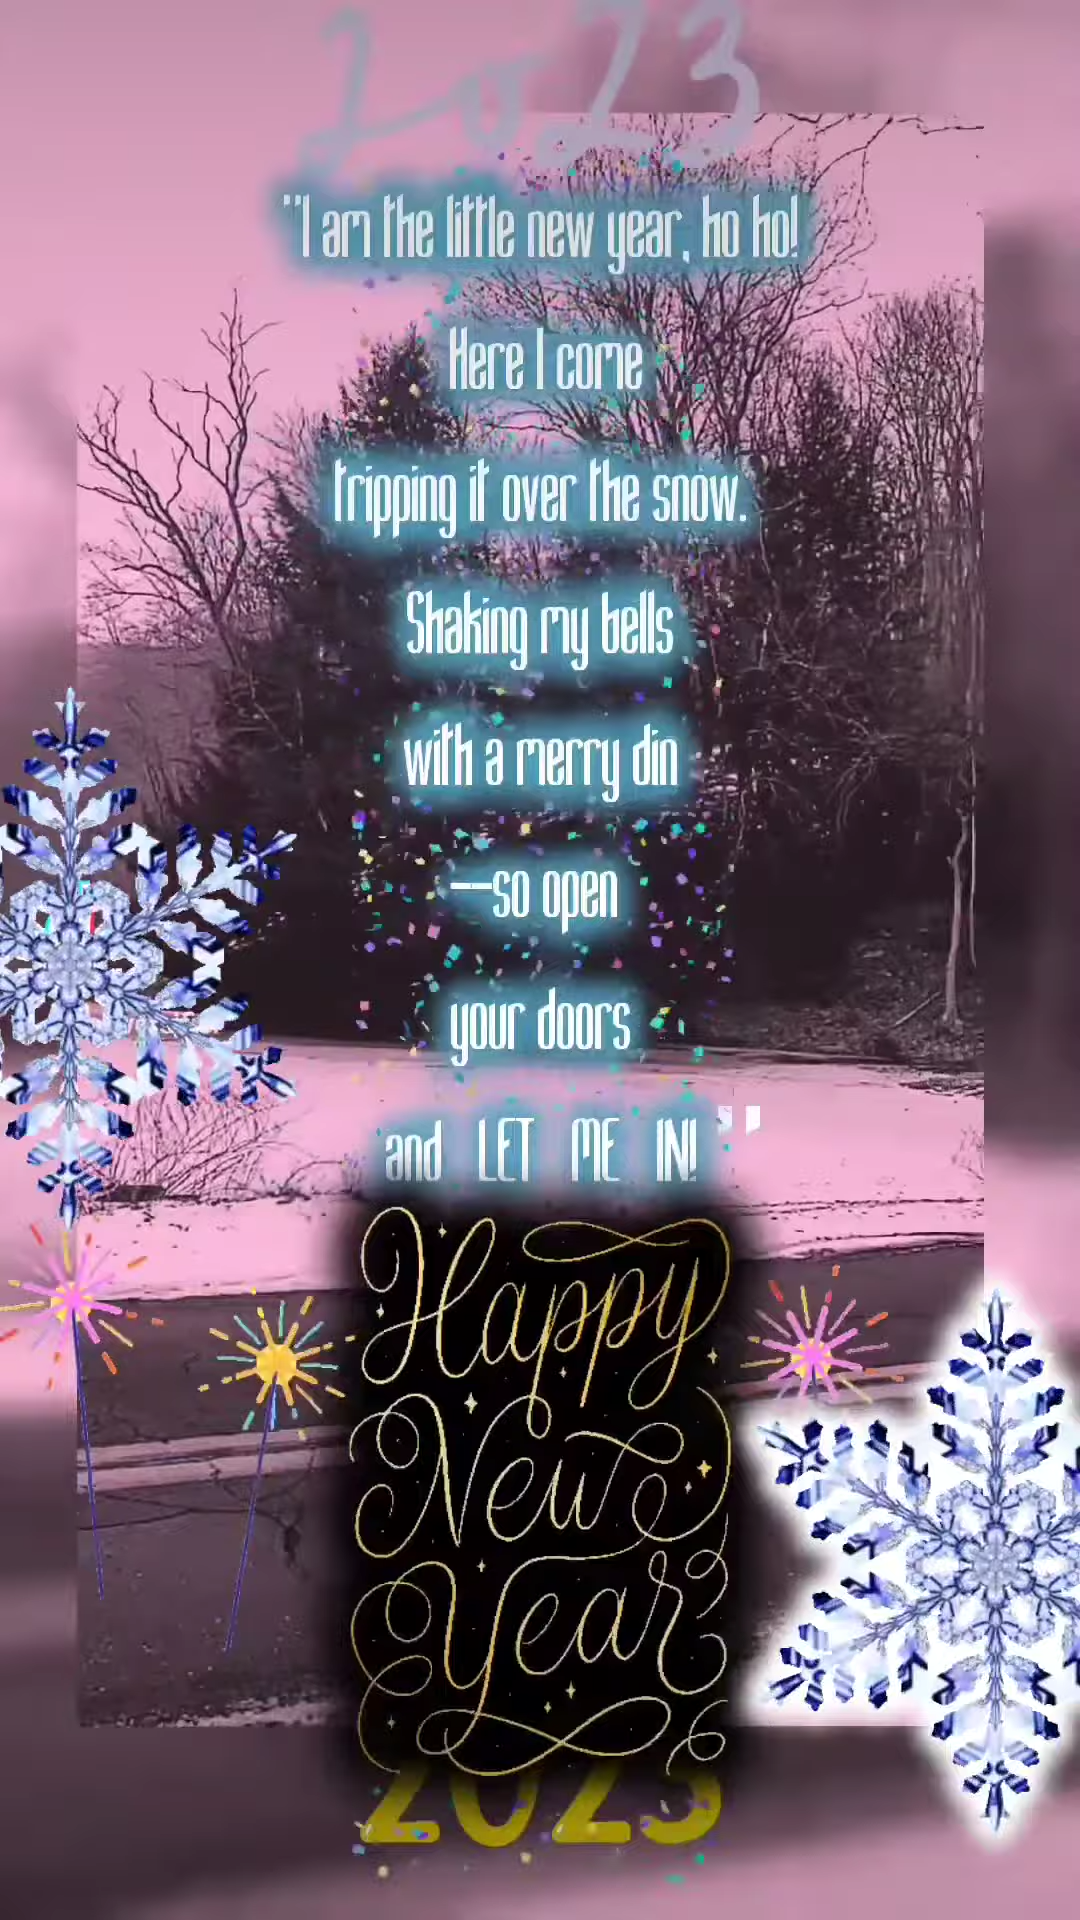 2023
"I am the little new year, ho ho!
Here I come
tripping it over the snow.
Shaking my bells
with a merry din
—so open
your doors
and LET ME IN!"
Happy
New
Year
2023